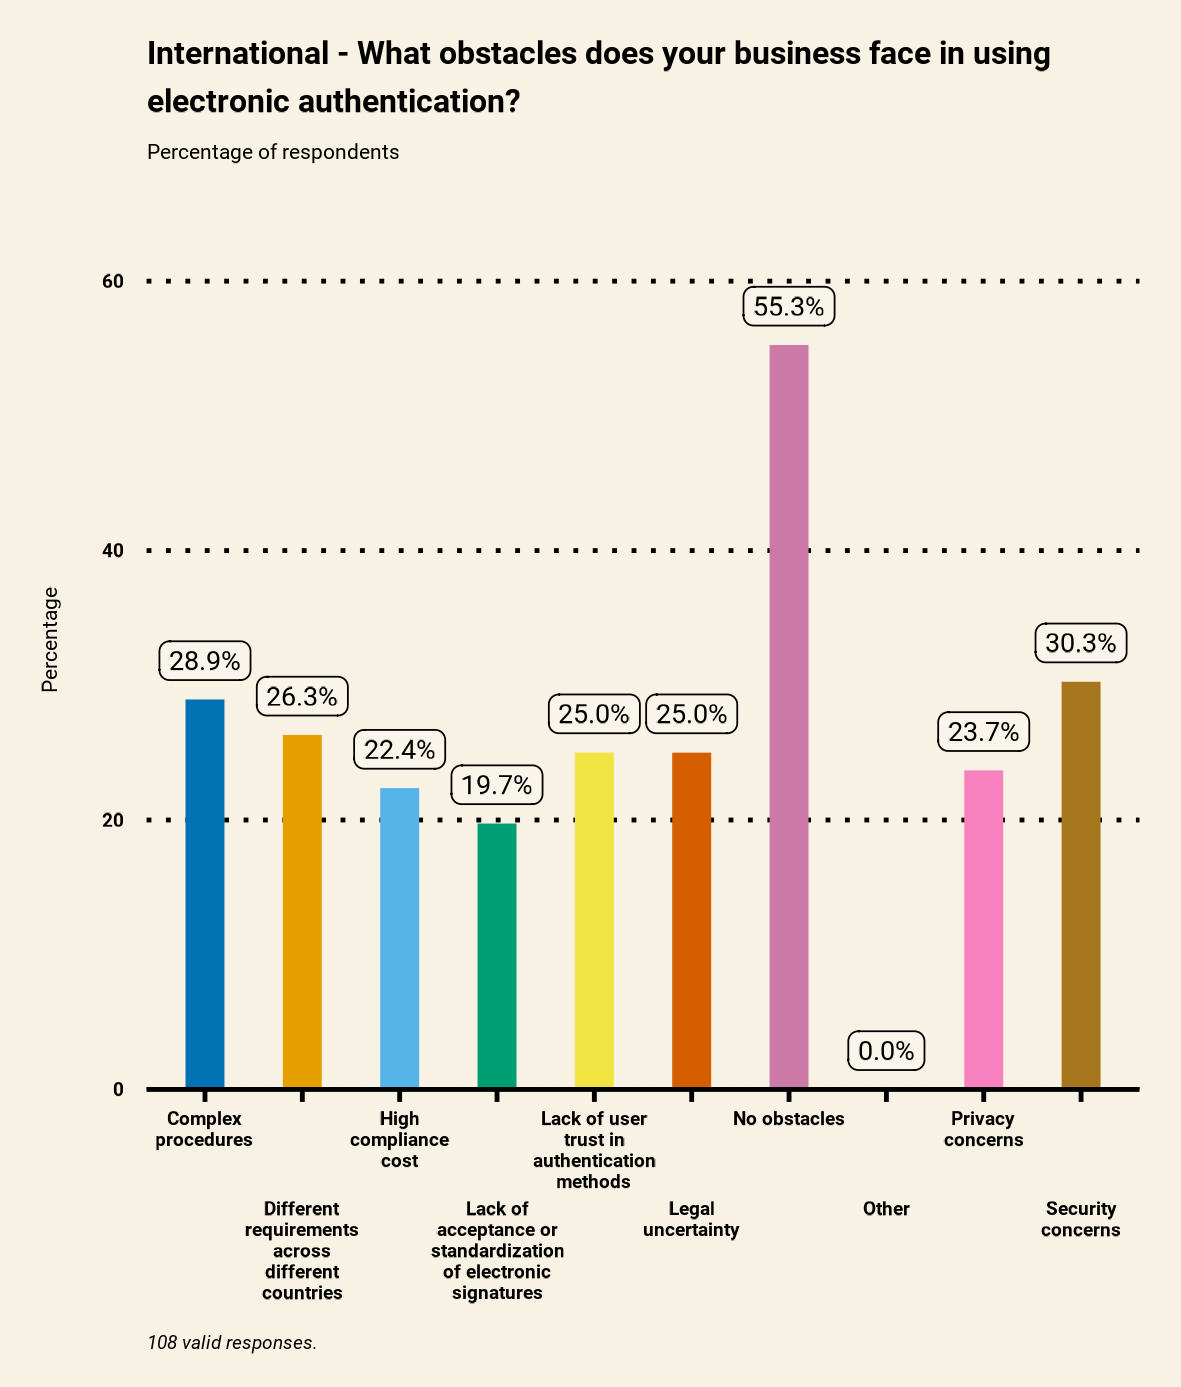 International - What obstacles does your business face in using
electronic authentication?
Percentage of respondents
Percentage
60
40
20
0
28.9%
26.3%
22.4%
19.7%
25.0%
25.0%
55.3%
0.0%
23.7%
30.3%
Complex
procedures
Different
requirements
across
different
countries
High
compliance
cost
Lack of
acceptance or
standardization
of electronic
signatures
Lack of user
trust in
authentication
methods
Legal
uncertainty
No obstacles
Other
Privacy
concerns
Security
concerns
108 valid responses.